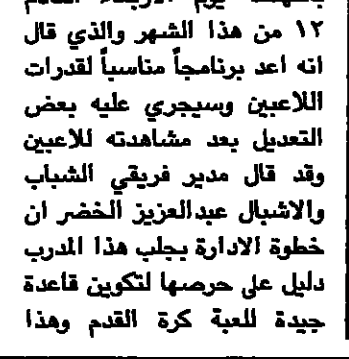 ١٢ من هذا الشهر والذي قال
انه اعد برنامجاً مناسباً لقدرات
اللاعبين وسيجري عليه بعض
التعديل بعد مشاهدته للاعبين
وقد قال مدير فريقي الشباب
والاشبال عبدالعزيز الخضر ان
خطوة الادارة بجلب هذا المدرب
دليل على حرصها لتكوين قاعدة
جيدة للعبة كرة القدم وهذا